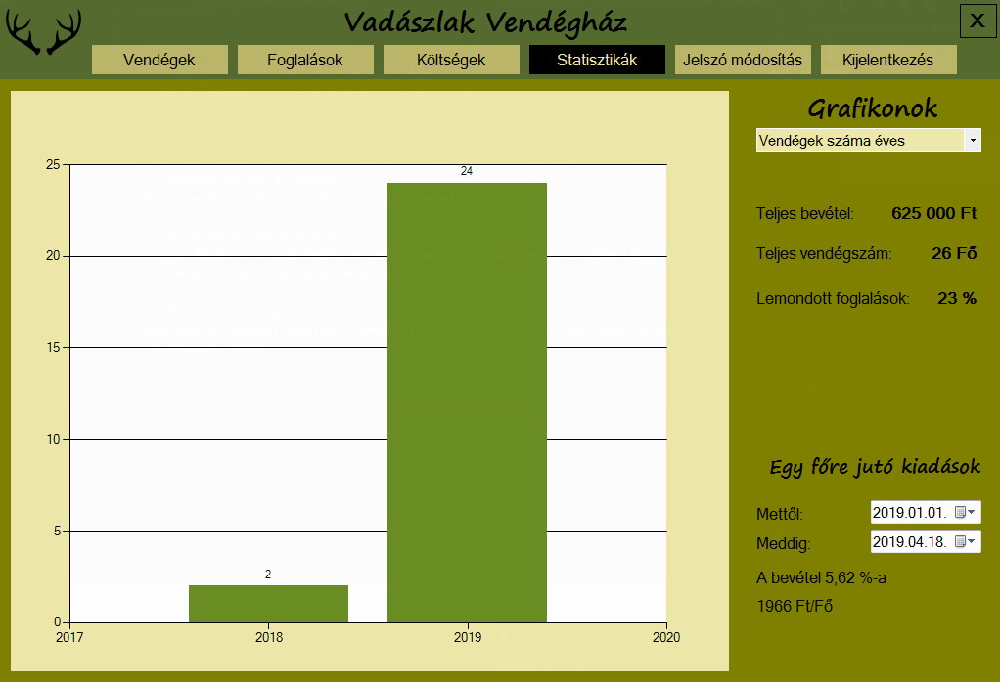 Vadászlak Vendégház
X
Vendégek
Foglalások
Költségek
Statisztikák
Jelszó módosítás
Kijelentkezés
Grafikonok
Vendégek száma éves
Teljes bevétel: 625 000 Ft
Teljes vendégszám: 26 Fő
Lemondott foglalások: 23 %
25
20
15
10
5
0
24
2
2017
2018
2019
2020
Egy főre jutó kiadások
Mettől: 2019.01.01.
Meddig: 2019.04.18.
A bevétel 5,62 %-a
1966 Ft/Fő